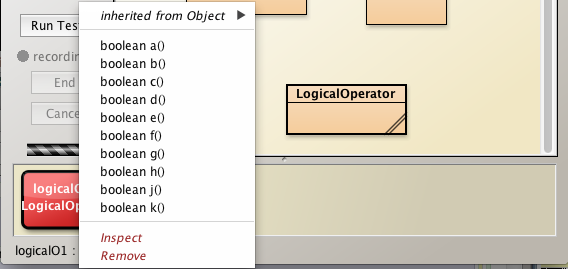 inherited from Object
Run Tes
recordin
End
Cance
boolean a()
boolean b()
boolean c()
boolean d()
boolean e()
boolean f()
boolean g()
boolean h()
boolean j()
boolean k()
Inspect
Remove
LogicalOperator
logicalO
LogicalOp
logicalO1 :